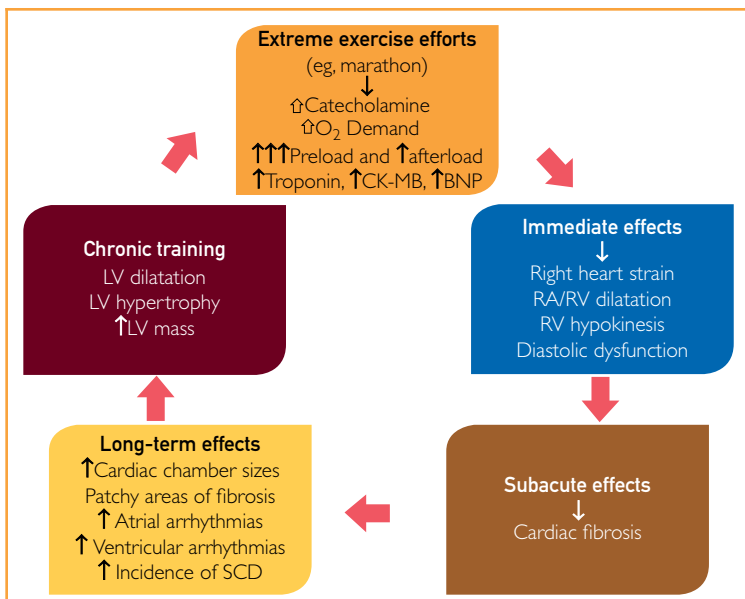 Extreme exercise efforts
(eg, marathon)
↓
⇧Catecholamine
⇧O₂ Demand
↑↑↑Preload and ↑afterload
↑Troponin, ↑CK-MB, ↑BNP
Immediate effects
↓
Right heart strain
RA/RV dilatation
RV hypokinesis
Diastolic dysfunction
Subacute effects
↓
Cardiac fibrosis
Long-term effects
↑Cardiac chamber sizes
Patchy areas of fibrosis
↑ Atrial arrhythmias
↑ Ventricular arrhythmias
↑ Incidence of SCD
Chronic training
LV dilatation
LV hypertrophy
↑LV mass